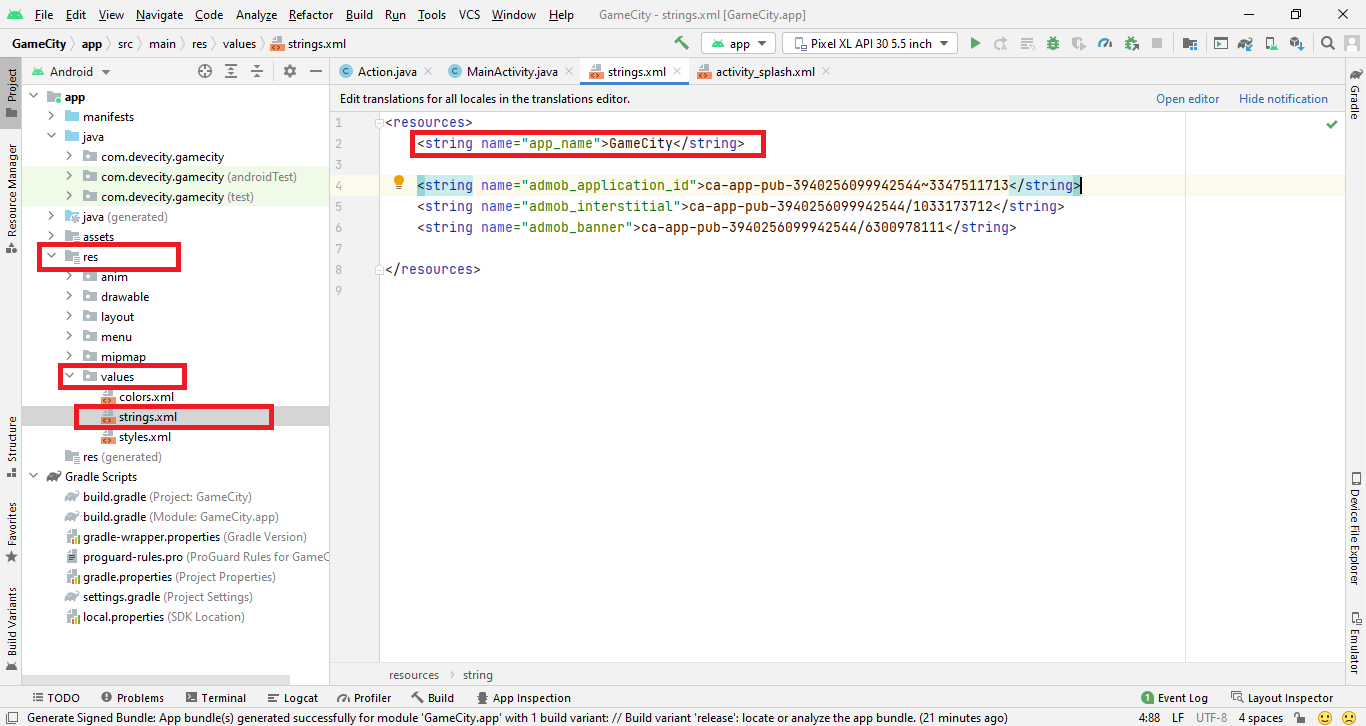 File Edit View Navigate Code Analyze Refactor Build Run Tools VCS Window Help GameCity - strings.xml [GameCity.app]
GameCity app src main res values strings.xml app Pixel XL API 30 5.5 inch
Project
Android
Action.java MainActivity.java strings.xml activity_splash.xml
Gradle
Edit translations for all locales in the translations editor. Open editor Hide notification
app
manifests
java
com.devecity.gamecity
com.devecity.gamecity (androidTest)
com.devecity.gamecity (test)
java (generated)
assets
res
anim
drawable
layout
menu
mipmap
values
colors.xml
strings.xml
styles.xml
res (generated)
Gradle Scripts
build.gradle (Project: GameCity)
build.gradle (Module: GameCity.app)
gradle-wrapper.properties (Gradle Version)
proguard-rules.pro (ProGuard Rules for GameC
gradle.properties (Project Properties)
settings.gradle (Project Settings)
local.properties (SDK Location)
Resource Manager
Structure
Favorites
Build Variants
1 <resources>
2 <string name="app_name">GameCity</string>
3
4 <string name="admob_application_id">ca-app-pub-3940256099942544~3347511713</string>
5 <string name="admob_interstitial">ca-app-pub-3940256099942544/1033173712</string>
6 <string name="admob_banner">ca-app-pub-3940256099942544/6300978111</string>
7
8 </resources>
9
Device File Explorer
Emulator
resources string
TODO Problems Terminal Logcat Profiler Build App Inspection 1 Event Log Layout Inspector
Generate Signed Bundle: App bundle(s) generated successfully for module 'GameCity.app' with 1 build variant: // Build variant 'release': locate or analyze the app bundle. (21 minutes ago) 4:88 LF UTF-8 4 spaces